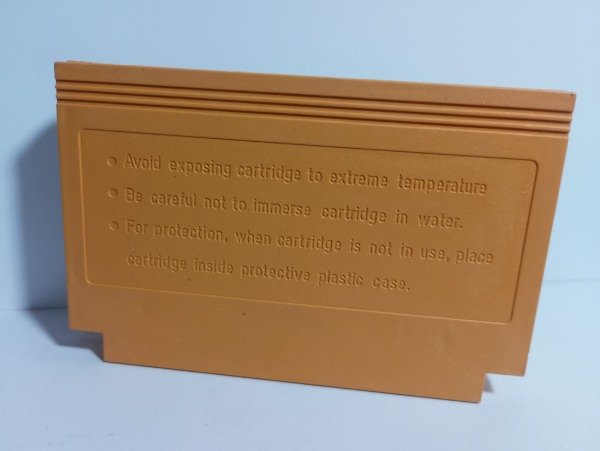 Avoid exposing cartridge to extreme temperature
Be careful not to immerse cartridge in water.
For protection, when cartridge is not in use, place
cartridge inside protective plastic case.